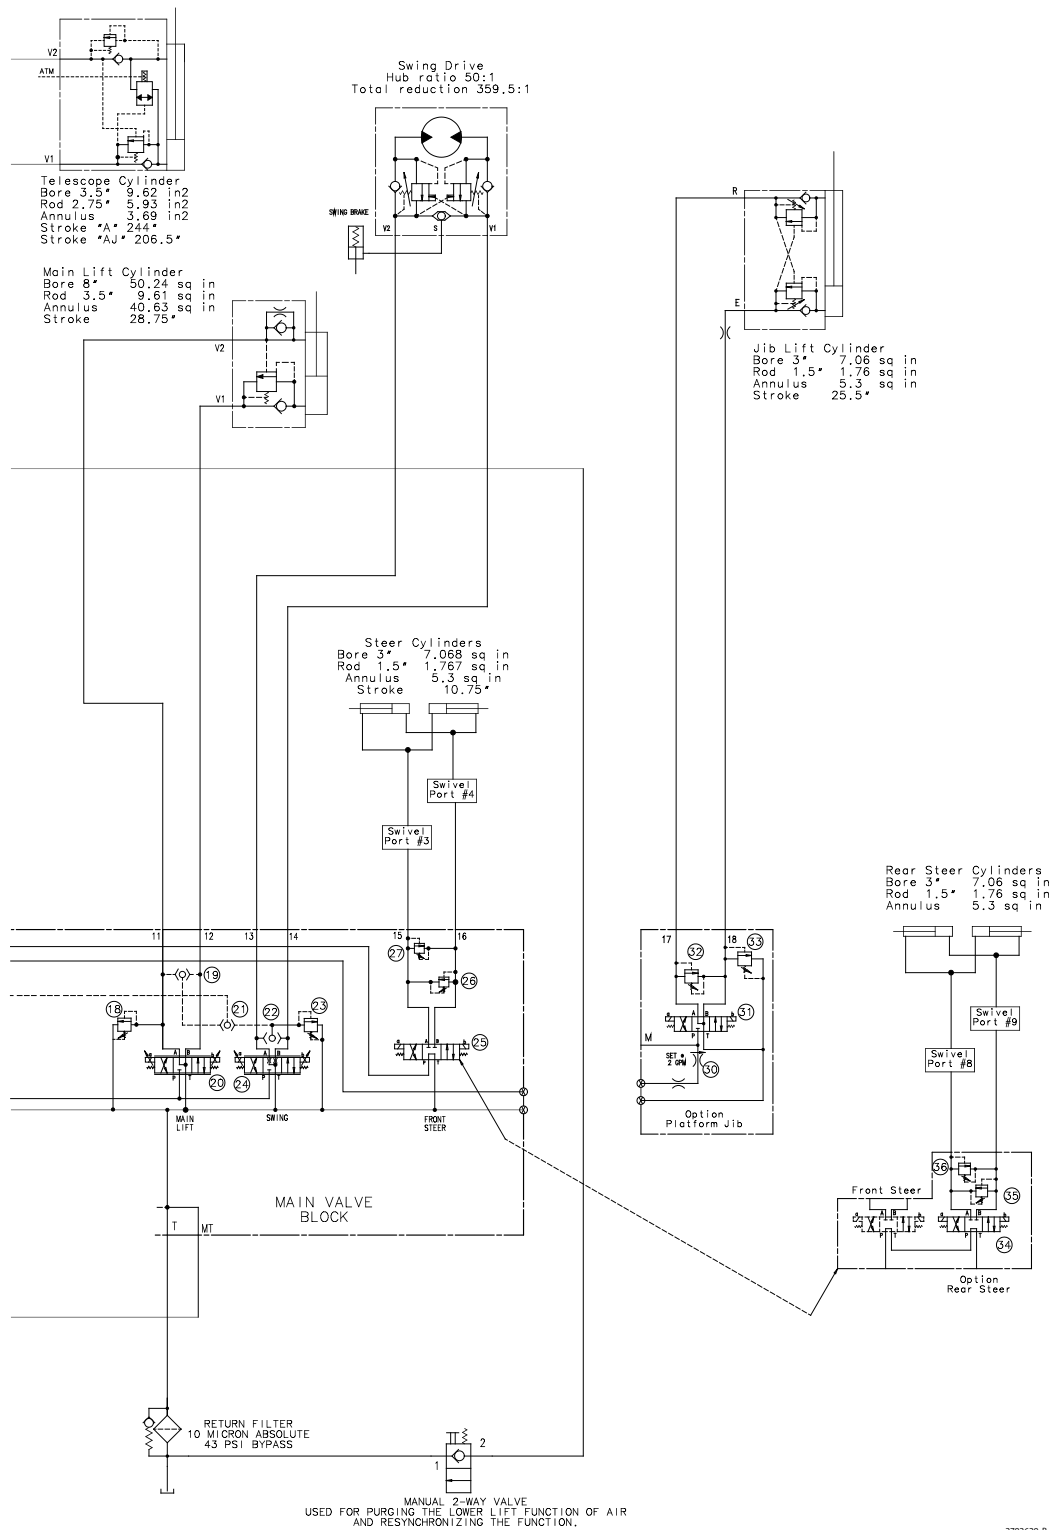 V2
ATM
V1
Telescope Cylinder
Bore 3.5" 9.62 in2
Rod 2.75" 5.93 in2
Annulus 3.69 in2
Stroke "A" 244"
Stroke "AJ" 206.5"
Swing Drive
Hub ratio 50:1
Total reduction 359.5:1
SWING BRAKE
V2
S
V1
Main Lift Cylinder
Bore 8" 50.24 sq in
Rod 3.5" 9.61 sq in
Annulus 40.63 sq in
Stroke 28.75"
V2
V1
R
E
Jib Lift Cylinder
Bore 3" 7.06 sq in
Rod 1.5" 1.76 sq in
Annulus 5.3 sq in
Stroke 25.5"
Steer Cylinders
Bore 3" 7.068 sq in
Rod 1.5" 1.767 sq in
Annulus 5.3 sq in
Stroke 10.75"
Swivel
Port #4
Swivel
Port #3
Rear Steer Cylinders
Bore 3" 7.06 sq in
Rod 1.5" 1.76 sq in
Annulus 5.3 sq in
Swivel
Port #9
Swivel
Port #8
11
12
13
14
15
16
27
26
19
18
21
22
23
25
20
24
A B
P T
A B
P T
A B
P T
MAIN
LIFT
SWING
FRONT
STEER
MAIN VALVE
BLOCK
T
MT
17
18
33
32
31
A B
P T
M
SET @
2 GPM
30
Option
Platform Jib
36
35
Front Steer
A B
P T
A B
P T
34
Option
Rear Steer
RETURN FILTER
10 MICRON ABSOLUTE
43 PSI BYPASS
2
1
MANUAL 2-WAY VALVE
USED FOR PURGING THE LOWER LIFT FUNCTION OF AIR
AND RESYNCHRONIZING THE FUNCTION.